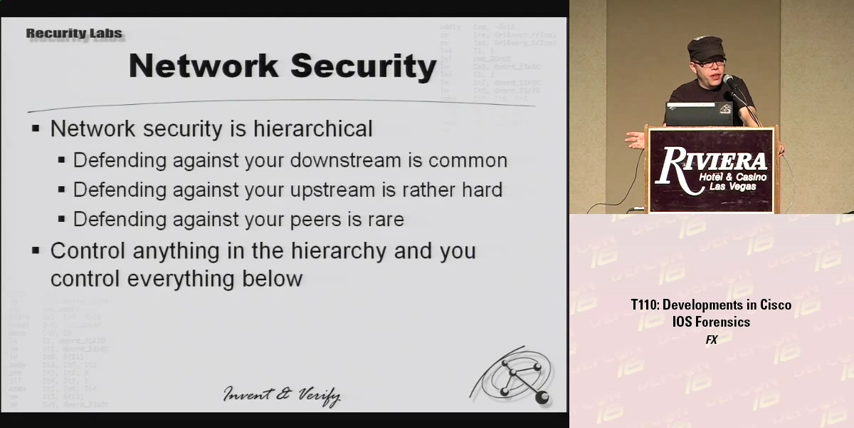 Recurity Labs
Network Security
Network security is hierarchical
Defending against your downstream is common
Defending against your upstream is rather hard
Defending against your peers is rare
Control anything in the hierarchy and you
control everything below
Invent & Verify
RIVIERA
Hotel & Casino
Las Vegas
T110: Developments in Cisco
IOS Forensics
FX